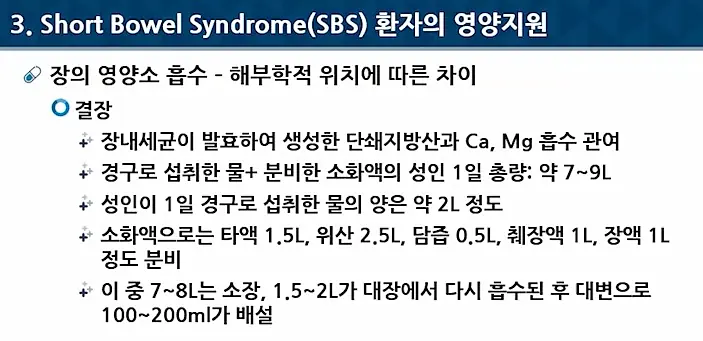 3. Short Bowel Syndrome(SBS) 환자의 영양지원
장의 영양소 흡수 - 해부학적 위치에 따른 차이
결장
장내세균이 발효하여 생성한 단쇄지방산과 Ca, Mg 흡수 관여
경구로 섭취한 물+ 분비한 소화액의 성인 1일 총량: 약 7~9L
성인이 1일 경구로 섭취한 물의 양은 약 2L 정도
소화액으로는 타액 1.5L, 위산 2.5L, 담즙 0.5L, 췌장액 1L, 장액 1L
정도 분비
이 중 7~8L는 소장, 1.5~2L가 대장에서 다시 흡수된 후 대변으로
100~200ml가 배설